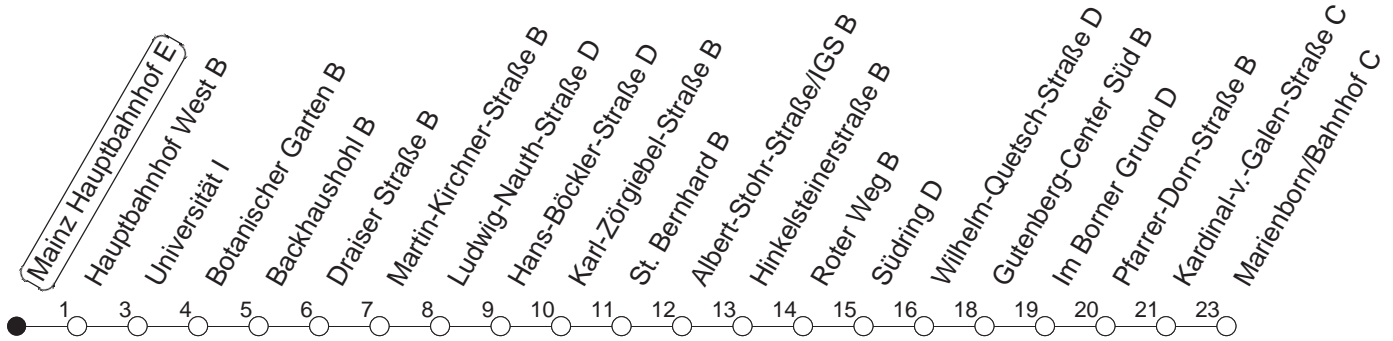 Mainz Hauptbahnhof E
Hauptbahnhof West B
Universität I
Botanischer Garten B
Backhaushohl B
Draiser Straße B
Martin-Kirchner-Straße B
Ludwig-Nauth-Straße D
Hans-Böckler-Straße D
Karl-Zörgiebel-Straße B
St. Bernhard B
Albert-Stohr-Straße/IGS B
Hinkelsteinerstraße B
Roter Weg B
Südring D
Wilhelm-Quetsch-Straße D
Gutenberg-Center Süd B
Im Borner Grund D
Pfarrer-Dorn-Straße B
Kardinal-v.-Galen-Straße C
Marienborn/Bahnhof C
1 3 4 5 6 7 8 9 10 11 12 13 14 15 16 18 19 20 21 23